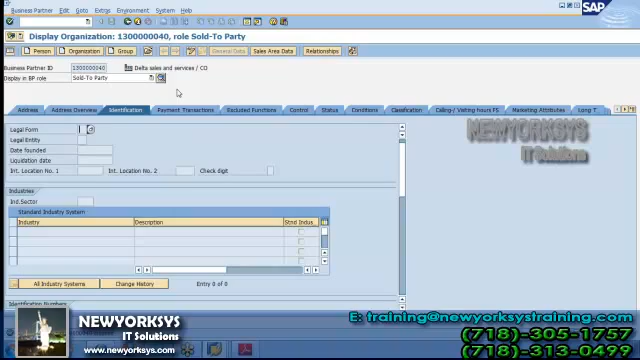 Business Partner Edit Goto Extras Environment System Help
SAP
Display Organization: 1300000040, role Sold-To Party
Person Organization Group General Data Sales Area Data Relationships
Business Partner ID 1300000040 Delta sales and services / CO
Display in BP role Sold-To Party
Address Address Overview Identification Payment Transactions Excluded Functions Control Status Conditions Classification Calling-/ Visiting hours FS Marketing Attributes Long T
NEWYORKSYS
IT Solutions
Legal Form
Legal Entity
Date founded
Liquidation date
Int. Location No. 1 Int. Location No. 2 Check digit
Industries
Ind.Sector
Standard Industry System
Industry Description Stnd Indus
All Industry Systems Change History Entry 0 of 0
Identification Numbers
NEWYORKSYS
IT Solutions
www.newyorksys.com
E: training@newyorksystraining.com
(718)-305-1757
(718)-313-0499